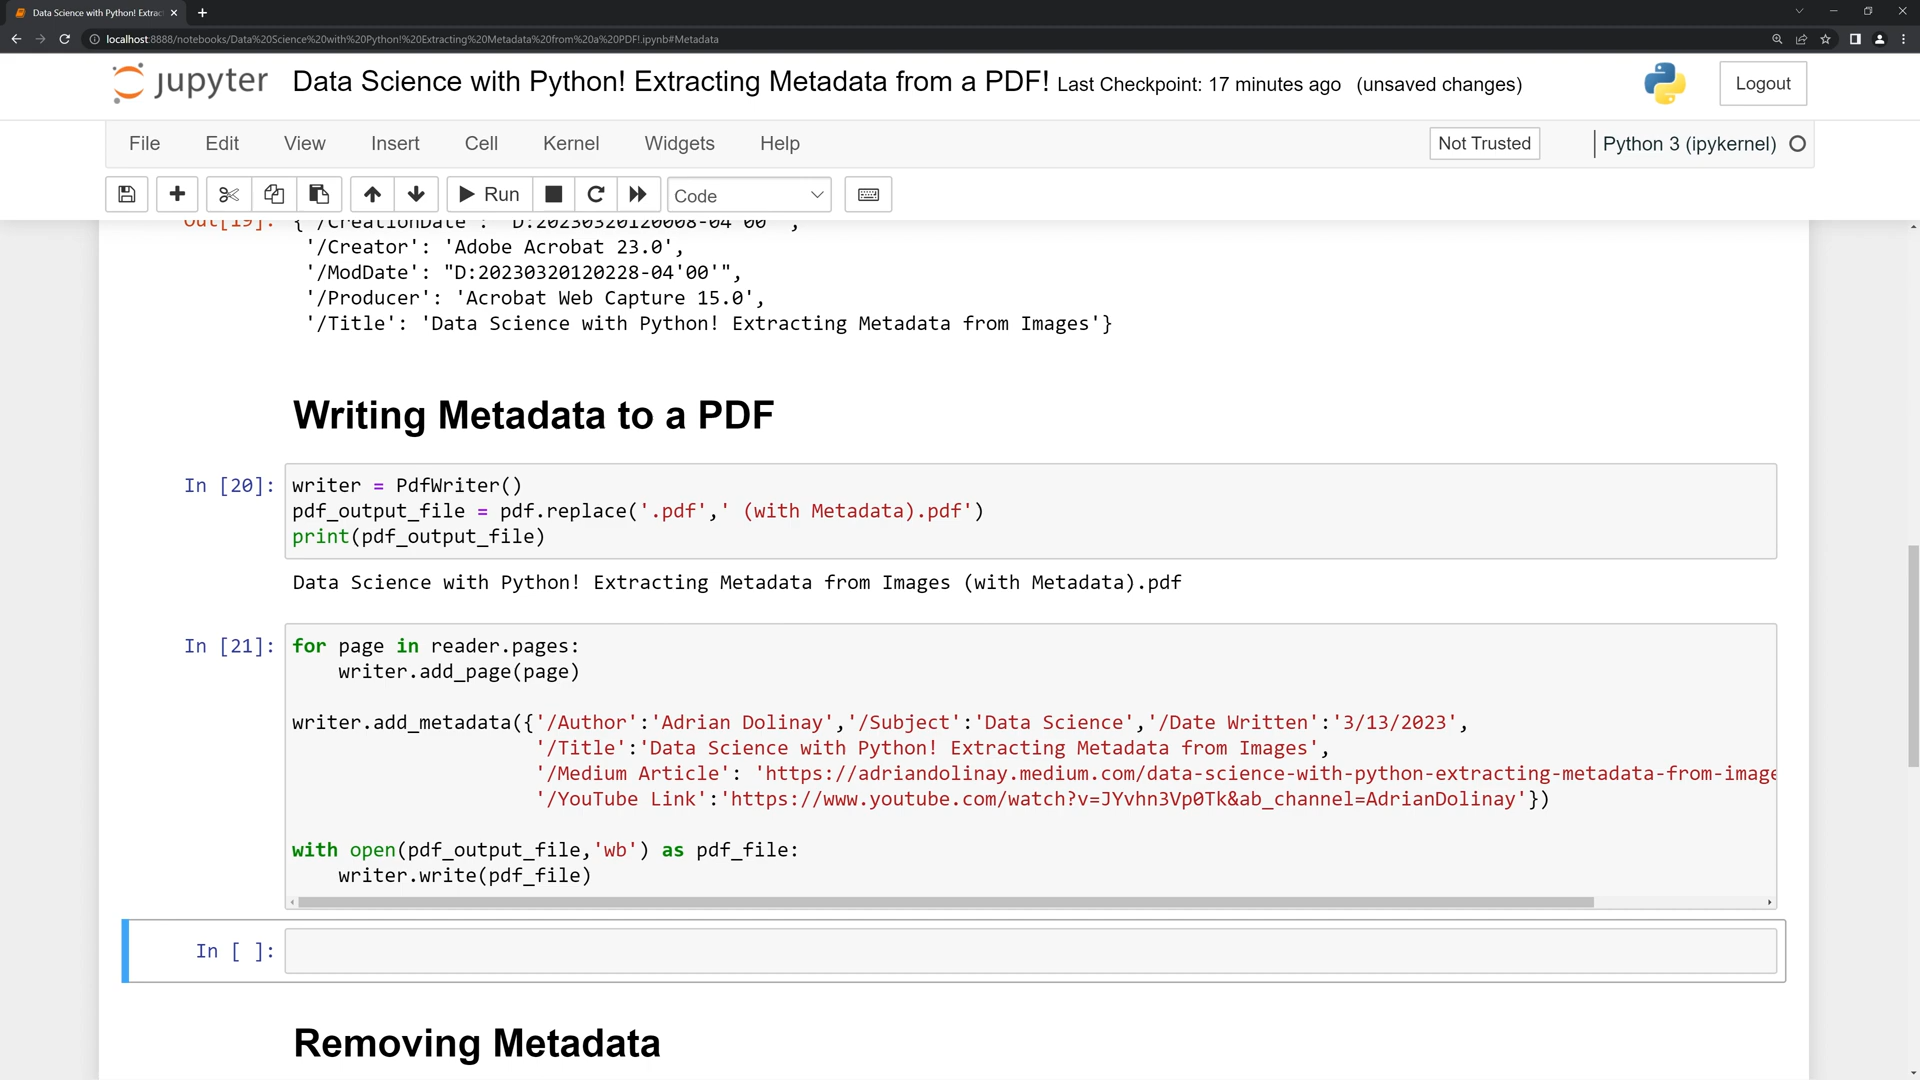 Data Science with Python! Extrac
localhost:8888/notebooks/Data%20Science%20with%20Python!%20Extracting%20Metadata%20from%20a%20PDF!.ipynb#Metadata
jupyter Data Science with Python! Extracting Metadata from a PDF! Last Checkpoint: 17 minutes ago (unsaved changes) Logout
File Edit View Insert Cell Kernel Widgets Help Not Trusted Python 3 (ipykernel)
Run Code
Out[19]: {'/CreationDate': "D:20230320120008-04'00'",
'/Creator': 'Adobe Acrobat 23.0',
'/ModDate': "D:20230320120228-04'00'",
'/Producer': 'Acrobat Web Capture 15.0',
'/Title': 'Data Science with Python! Extracting Metadata from Images'}
Writing Metadata to a PDF
In [20]: writer = PdfWriter()
pdf_output_file = pdf.replace('.pdf',' (with Metadata).pdf')
print(pdf_output_file)
Data Science with Python! Extracting Metadata from Images (with Metadata).pdf
In [21]: for page in reader.pages:
writer.add_page(page)
writer.add_metadata({'/Author':'Adrian Dolinay','/Subject':'Data Science','/Date Written':'3/13/2023',
'/Title':'Data Science with Python! Extracting Metadata from Images',
'/Medium Article': 'https://adriandolinay.medium.com/data-science-with-python-extracting-metadata-from-image
'/YouTube Link':'https://www.youtube.com/watch?v=JYvhn3Vp0Tk&ab_channel=AdrianDolinay'})
with open(pdf_output_file,'wb') as pdf_file:
writer.write(pdf_file)
In [ ]:
Removing Metadata